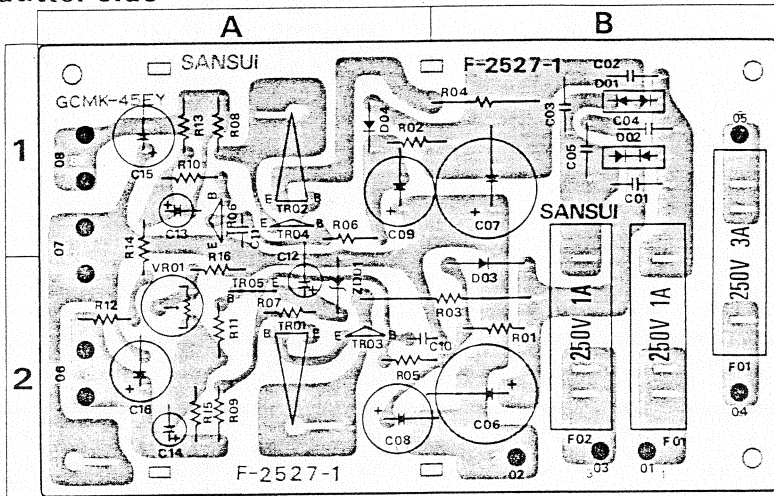 A B
SANSUI F-2527-1 C02
D01
GCMK-45EY R13 R08 D04 R04 C03 05
C04
R02 D02
1 08 C15 R10 C05
C01
B TR06 E C11 E TR02 B C09 C07 SANSUI
C13 E TR04 B R06
07 R14 250V 3A
VR01 R16 C12 ZD01 D03
TR05 E
B R07 R03 250V 1A 250V 1A
R12 R11 B TR01 E B C10 R01
TR03
2 06 R05 F01
C16 R15 R09 04
C14 C08 C06 F02 F01
F-2527-1 02 03 01